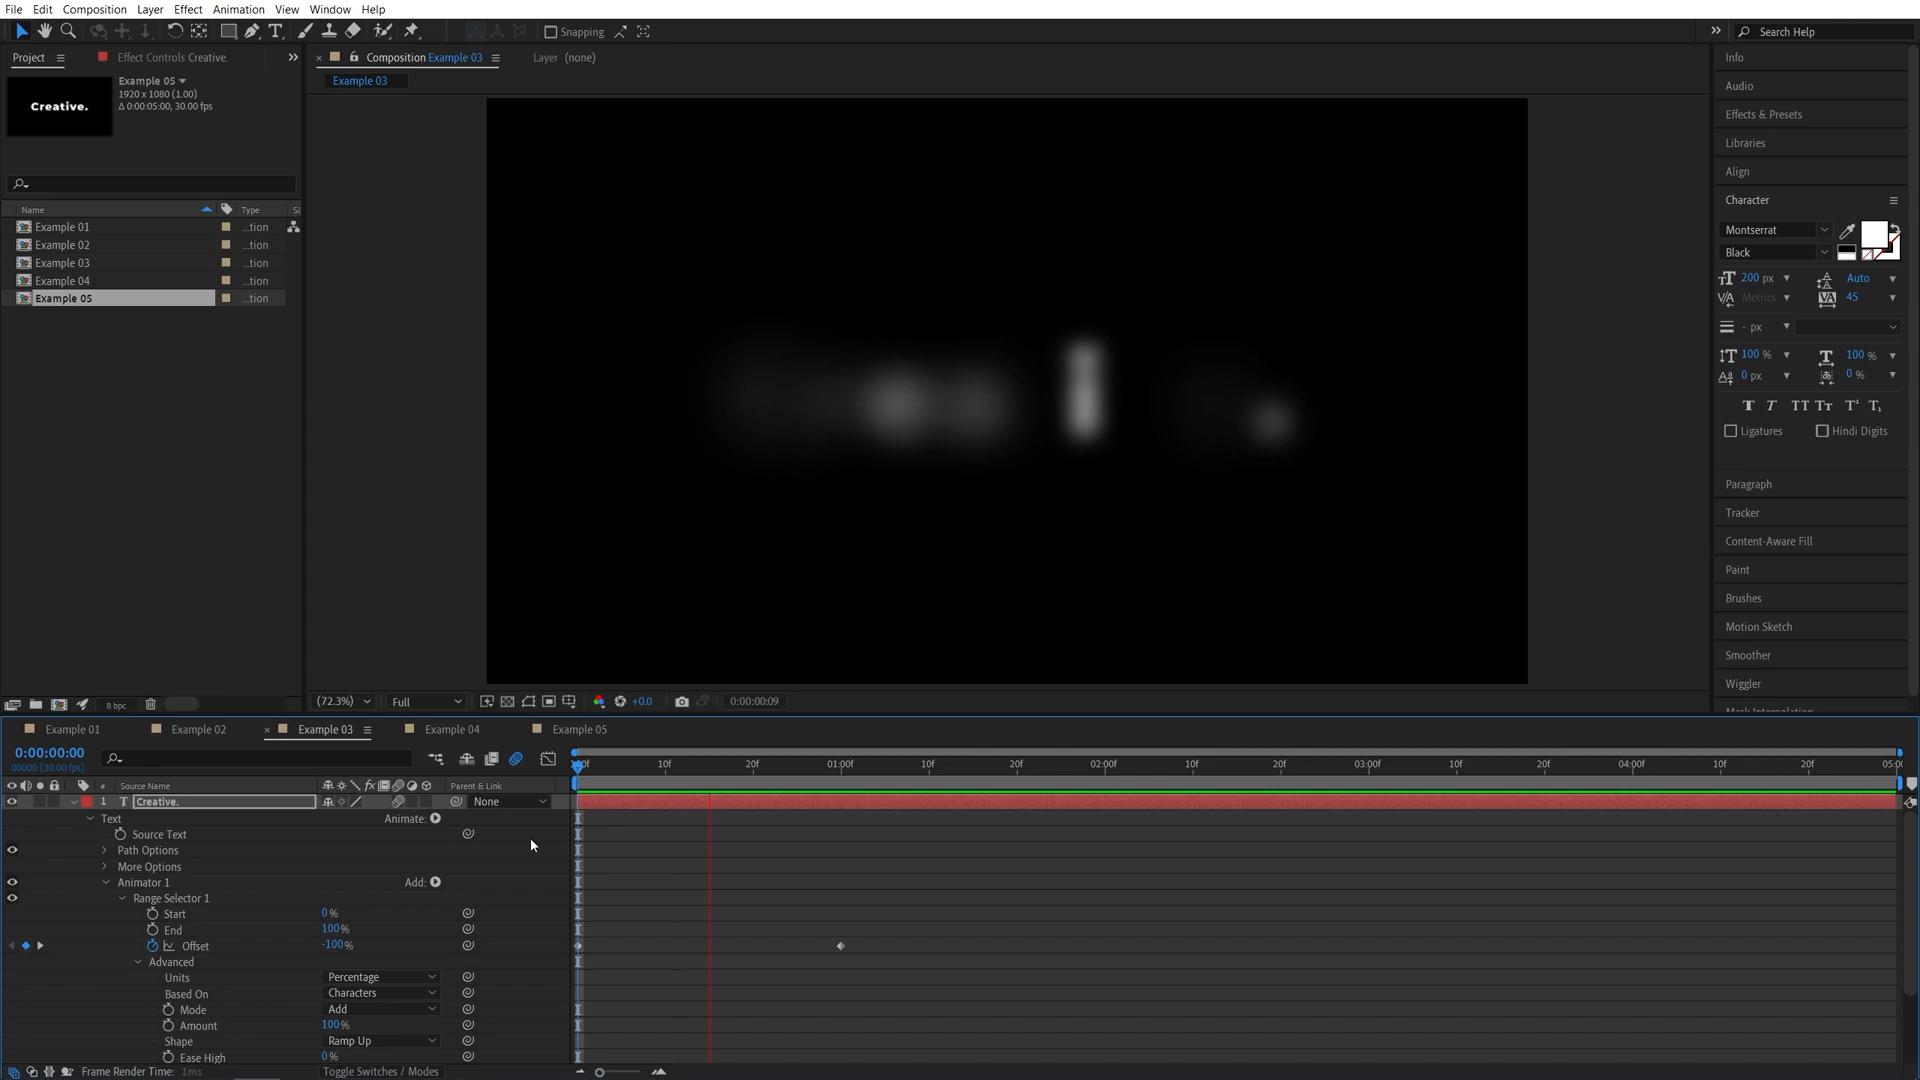 File Edit Composition Layer Effect Animation View Window Help
Snapping
Search Help
Project
Effect Controls Creative.
Composition Example 03
Layer (none)
Example 03
Creative.
Example 05
1920 x 1080 (1.00)
Δ 0:00:05:00, 30.00 fps
Name Type
Example 01 ...tion
Example 02 ...tion
Example 03 ...tion
Example 04 ...tion
Example 05 ...tion
8 bpc
(72.3%) Full +0.0 0:00:00:09
Info
Audio
Effects & Presets
Libraries
Align
Character
Montserrat
Black
200 px Auto
Metrics 45
- px
100 % 100 %
0 px 0 %
T T TT Tt T¹ T₁
Ligatures Hindi Digits
Paragraph
Tracker
Content-Aware Fill
Paint
Brushes
Motion Sketch
Smoother
Wiggler
Mask Interpolation
Example 01 Example 02 Example 03 Example 04 Example 05
0:00:00:00
00000 (30.00 fps)
10f 20f 01:00f 10f 20f 02:00f 10f 20f 03:00f 10f 20f 04:00f 10f 20f
# Source Name Parent & Link
1 T Creative. None
Text Animate:
Source Text
Path Options
More Options
Animator 1 Add:
Range Selector 1
Start 0%
End 100%
Offset -100%
Advanced
Units Percentage
Based On Characters
Mode Add
Amount 100%
Shape Ramp Up
Ease High 0%
Frame Render Time: 1ms
Toggle Switches / Modes